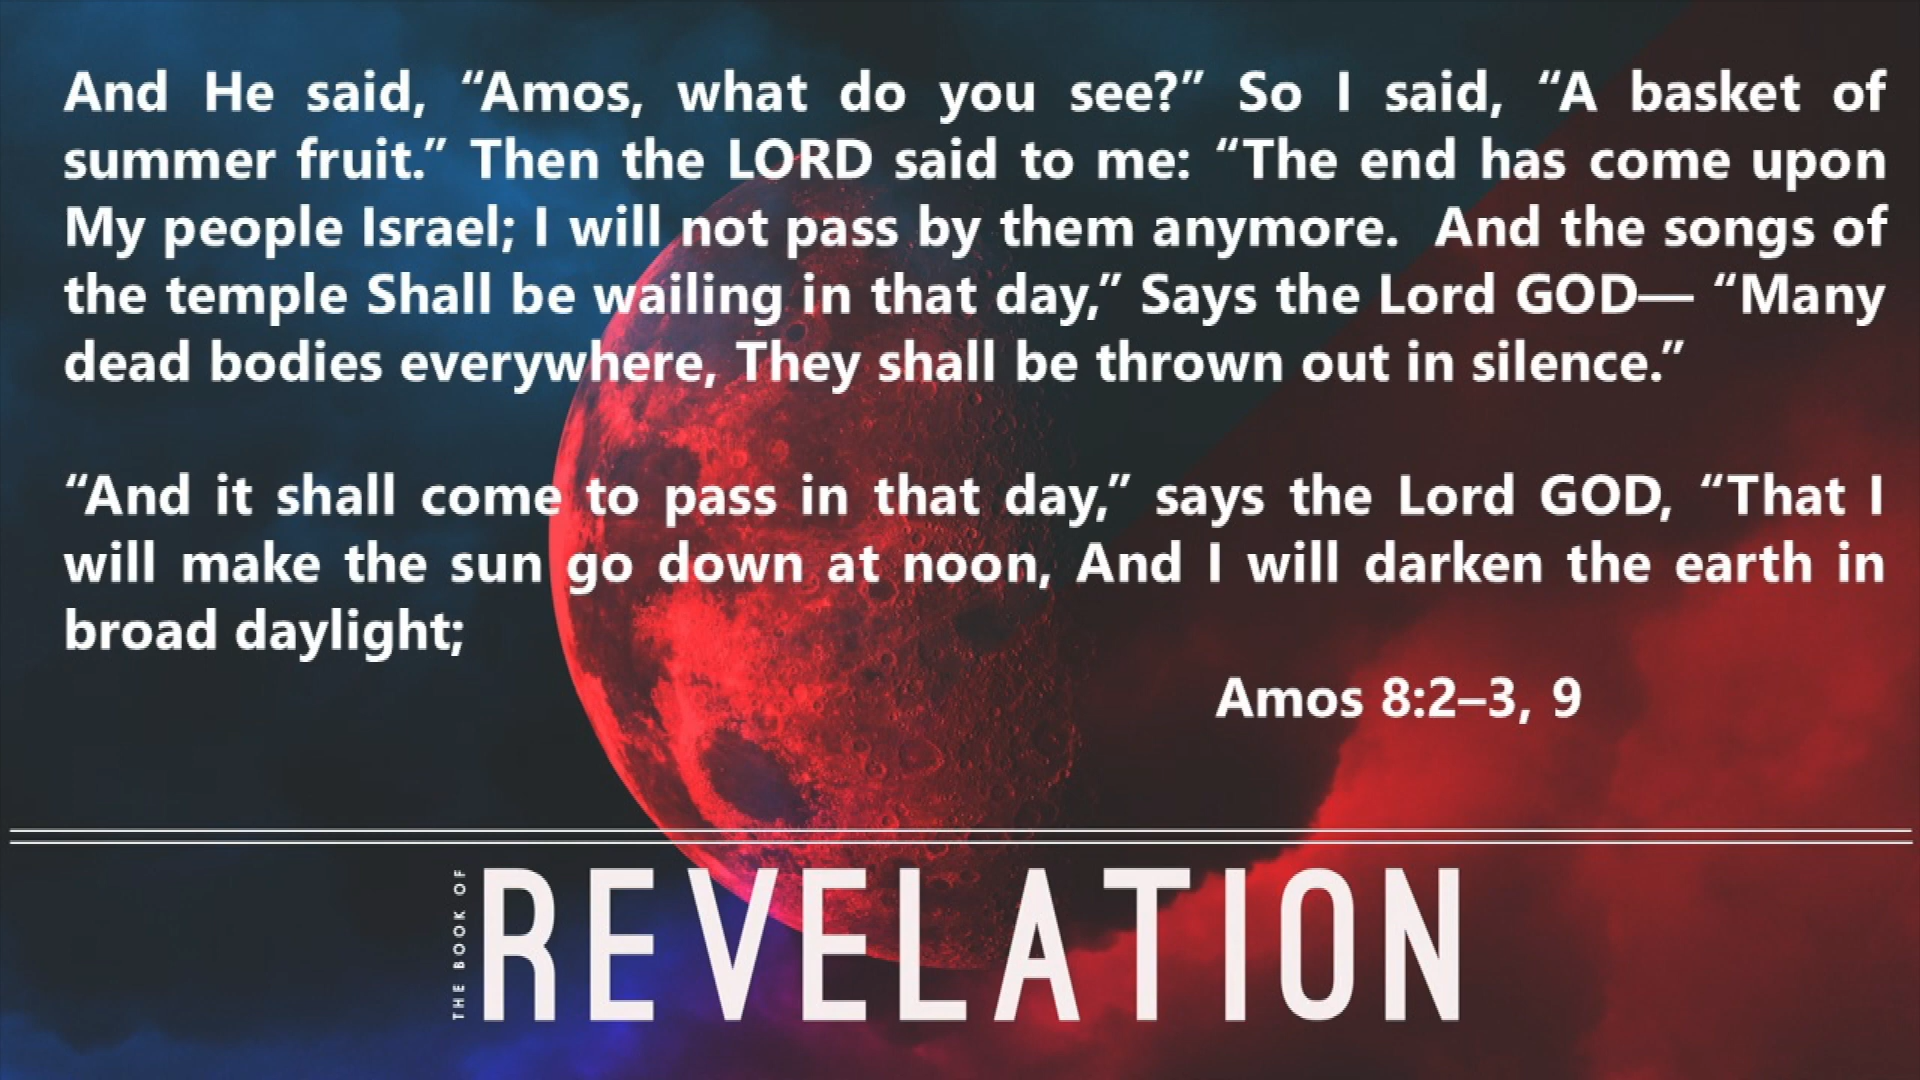 And He said, “Amos, what do you see?” So I said, “A basket of
summer fruit.” Then the LORD said to me: “The end has come upon
My people Israel; I will not pass by them anymore.  And the songs of
the temple Shall be wailing in that day,” Says the Lord GOD— “Many
dead bodies everywhere, They shall be thrown out in silence.”
“And it shall come to pass in that day,” says the Lord GOD, “That I
will make the sun go down at noon, And I will darken the earth in
broad daylight;
Amos 8:2–3, 9
THE BOOK OF
REVELATION